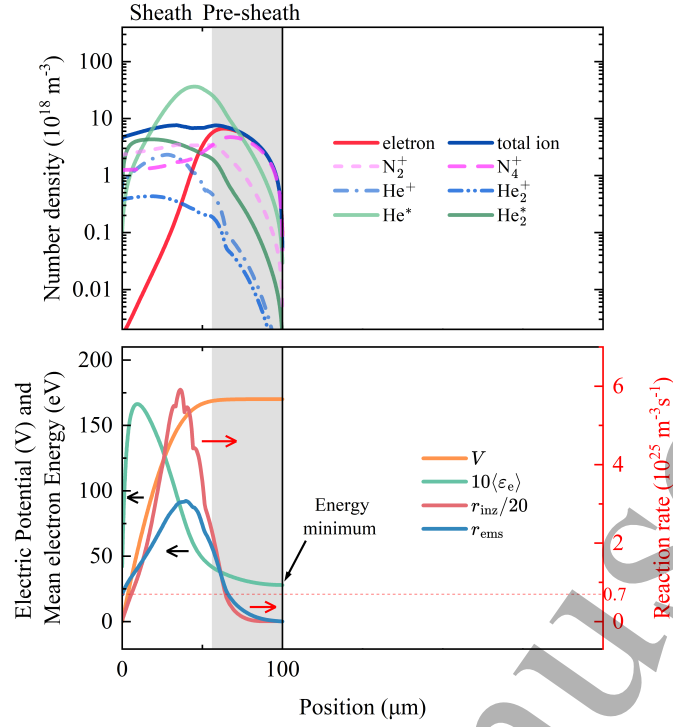 Sheath Pre-sheath
Number density (10^18 m^-3)
100
10
1
0.1
0.01
eletron
total ion
N2+
N4+
He+
He2+
He*
He2*
Electric Potential (V) and
Mean electron Energy (eV)
200
150
100
50
0
V
10⟨εe⟩
rinz/20
rems
Energy
minimum
6
4
2
0.7
0
Reaction rate (10^25 m^-3 s^-1)
0
100
Position (μm)
us